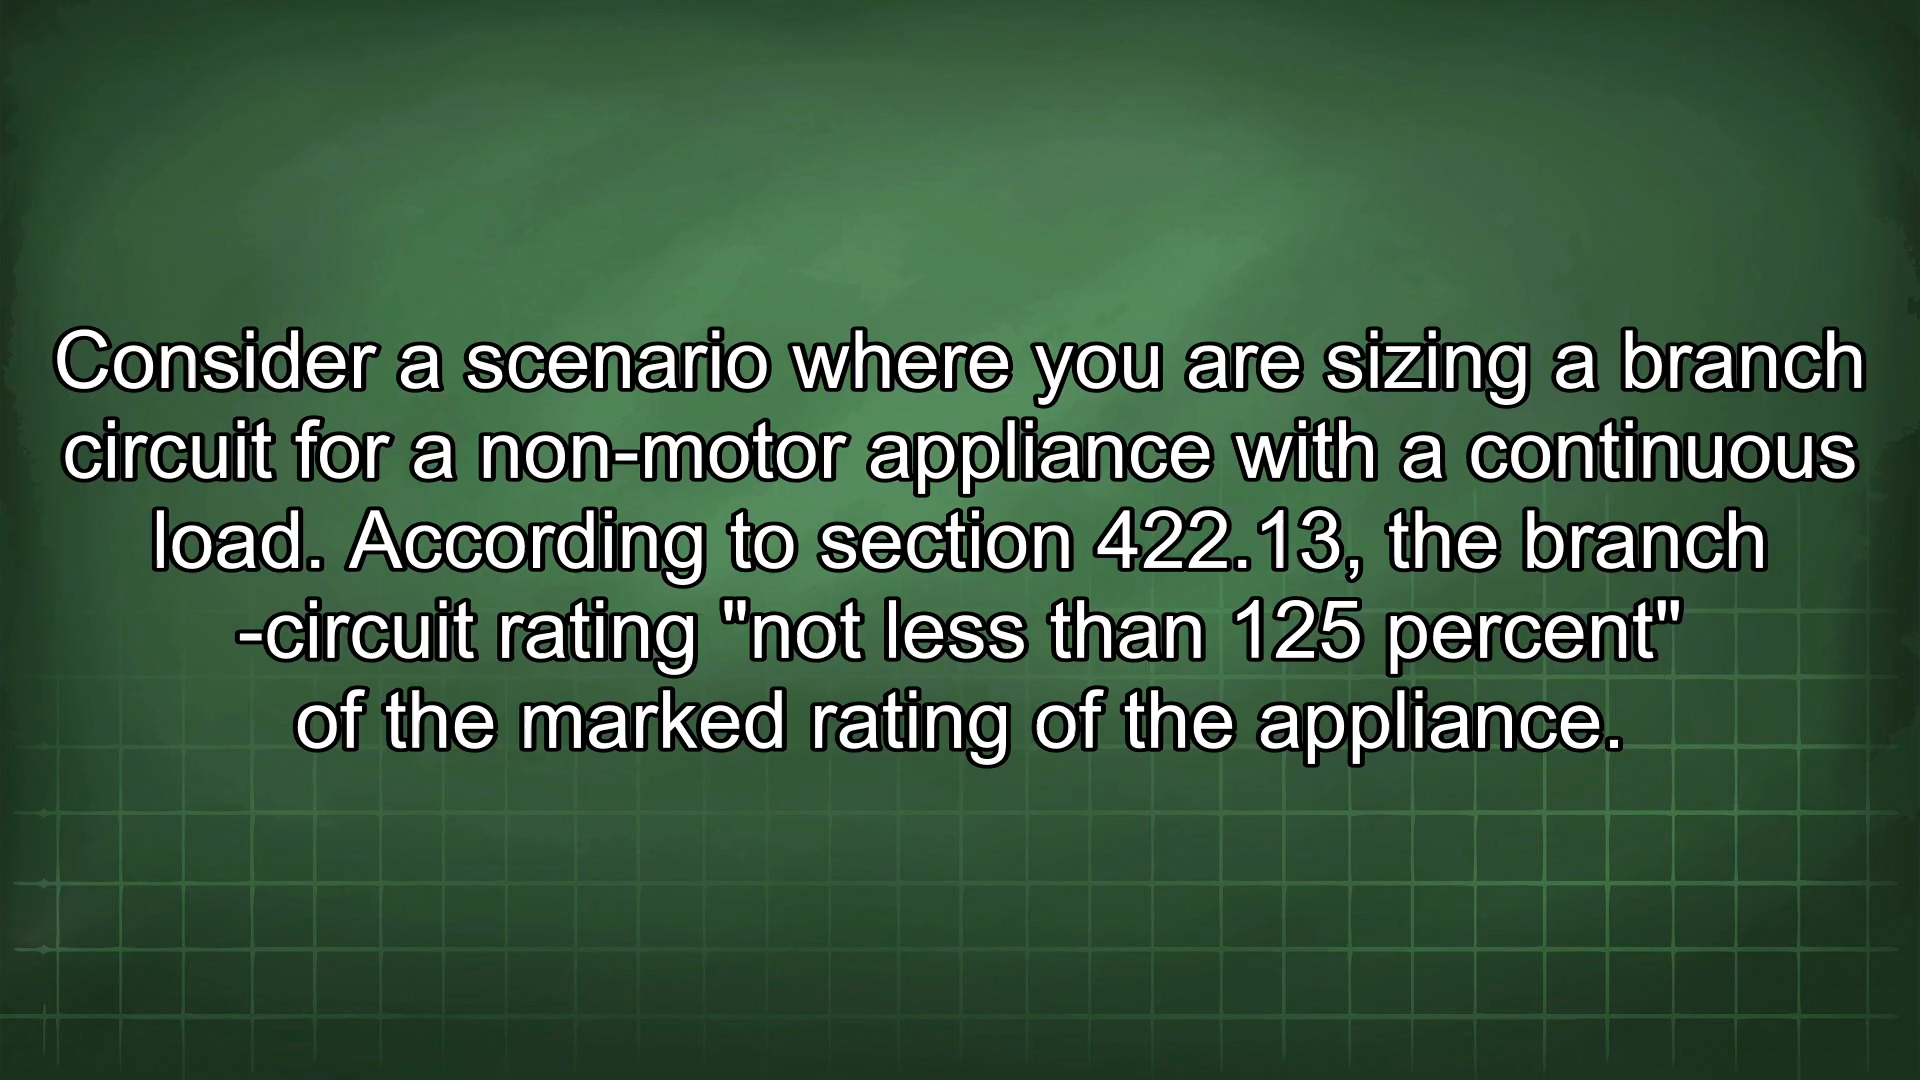 Consider a scenario where you are sizing a branch
circuit for a non-motor appliance with a continuous
load. According to section 422.13, the branch
-circuit rating "not less than 125 percent"
of the marked rating of the appliance.